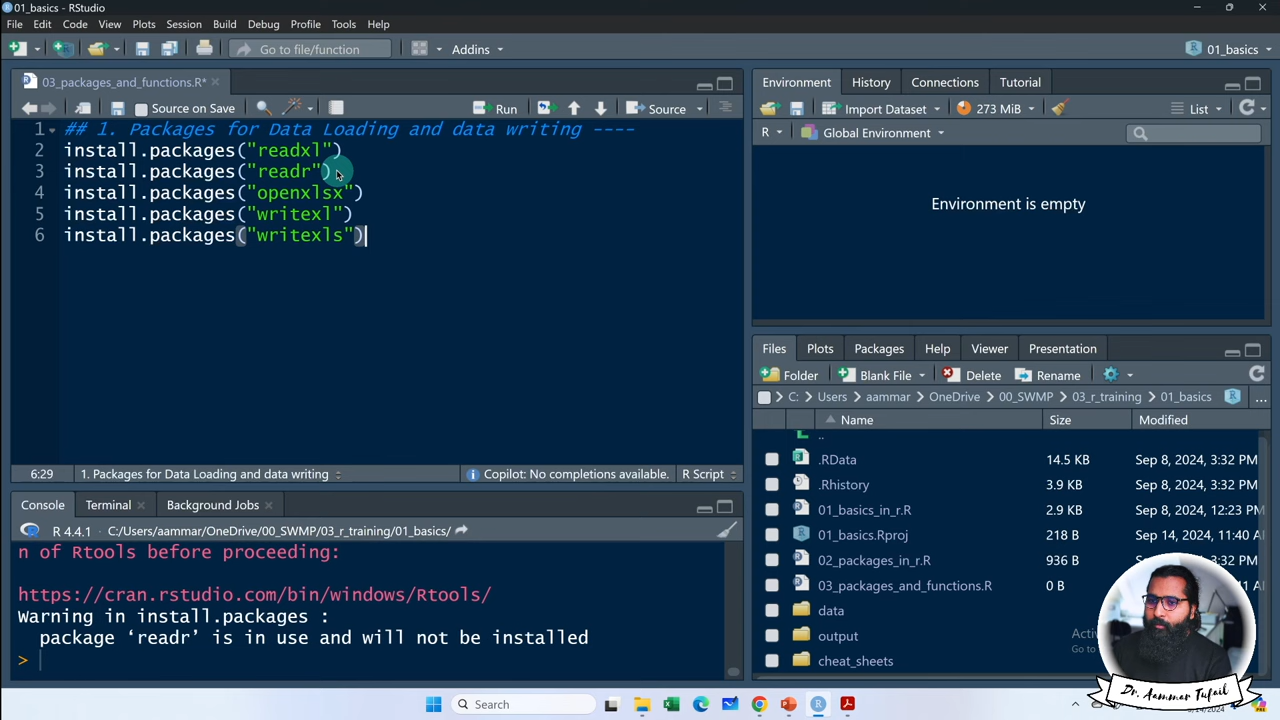 01_basics - RStudio
File Edit Code View Plots Session Build Debug Profile Tools Help
Go to file/function Addins 01_basics
03_packages_and_functions.R*
Source on Save Run Source
1 ## 1. Packages for Data Loading and data writing ----
2 install.packages("readxl")
3 install.packages("readr")
4 install.packages("openxlsx")
5 install.packages("writexl")
6 install.packages("writexls")
6:29 1. Packages for Data Loading and data writing Copilot: No completions available. R Script
Console Terminal Background Jobs
R 4.4.1 · C:/Users/aammar/OneDrive/00_SWMP/03_r_training/01_basics/
n of Rtools before proceeding:
https://cran.rstudio.com/bin/windows/Rtools/
Warning in install.packages :
package ‘readr’ is in use and will not be installed
>
Environment History Connections Tutorial
Import Dataset 273 MiB List
R Global Environment
Environment is empty
Files Plots Packages Help Viewer Presentation
Folder Blank File Delete Rename
C: Users aammar OneDrive 00_SWMP 03_r_training 01_basics ...
Name Size Modified
..
.RData 14.5 KB Sep 8, 2024, 3:32 PM
.Rhistory 3.9 KB Sep 8, 2024, 3:32 PM
01_basics_in_r.R 2.9 KB Sep 8, 2024, 12:23 PM
01_basics.Rproj 218 B Sep 14, 2024, 11:40 A
02_packages_in_r.R 936 B
03_packages_and_functions.R 0 B
data
output
cheat_sheets
Dr. Aammar Tufail
Search